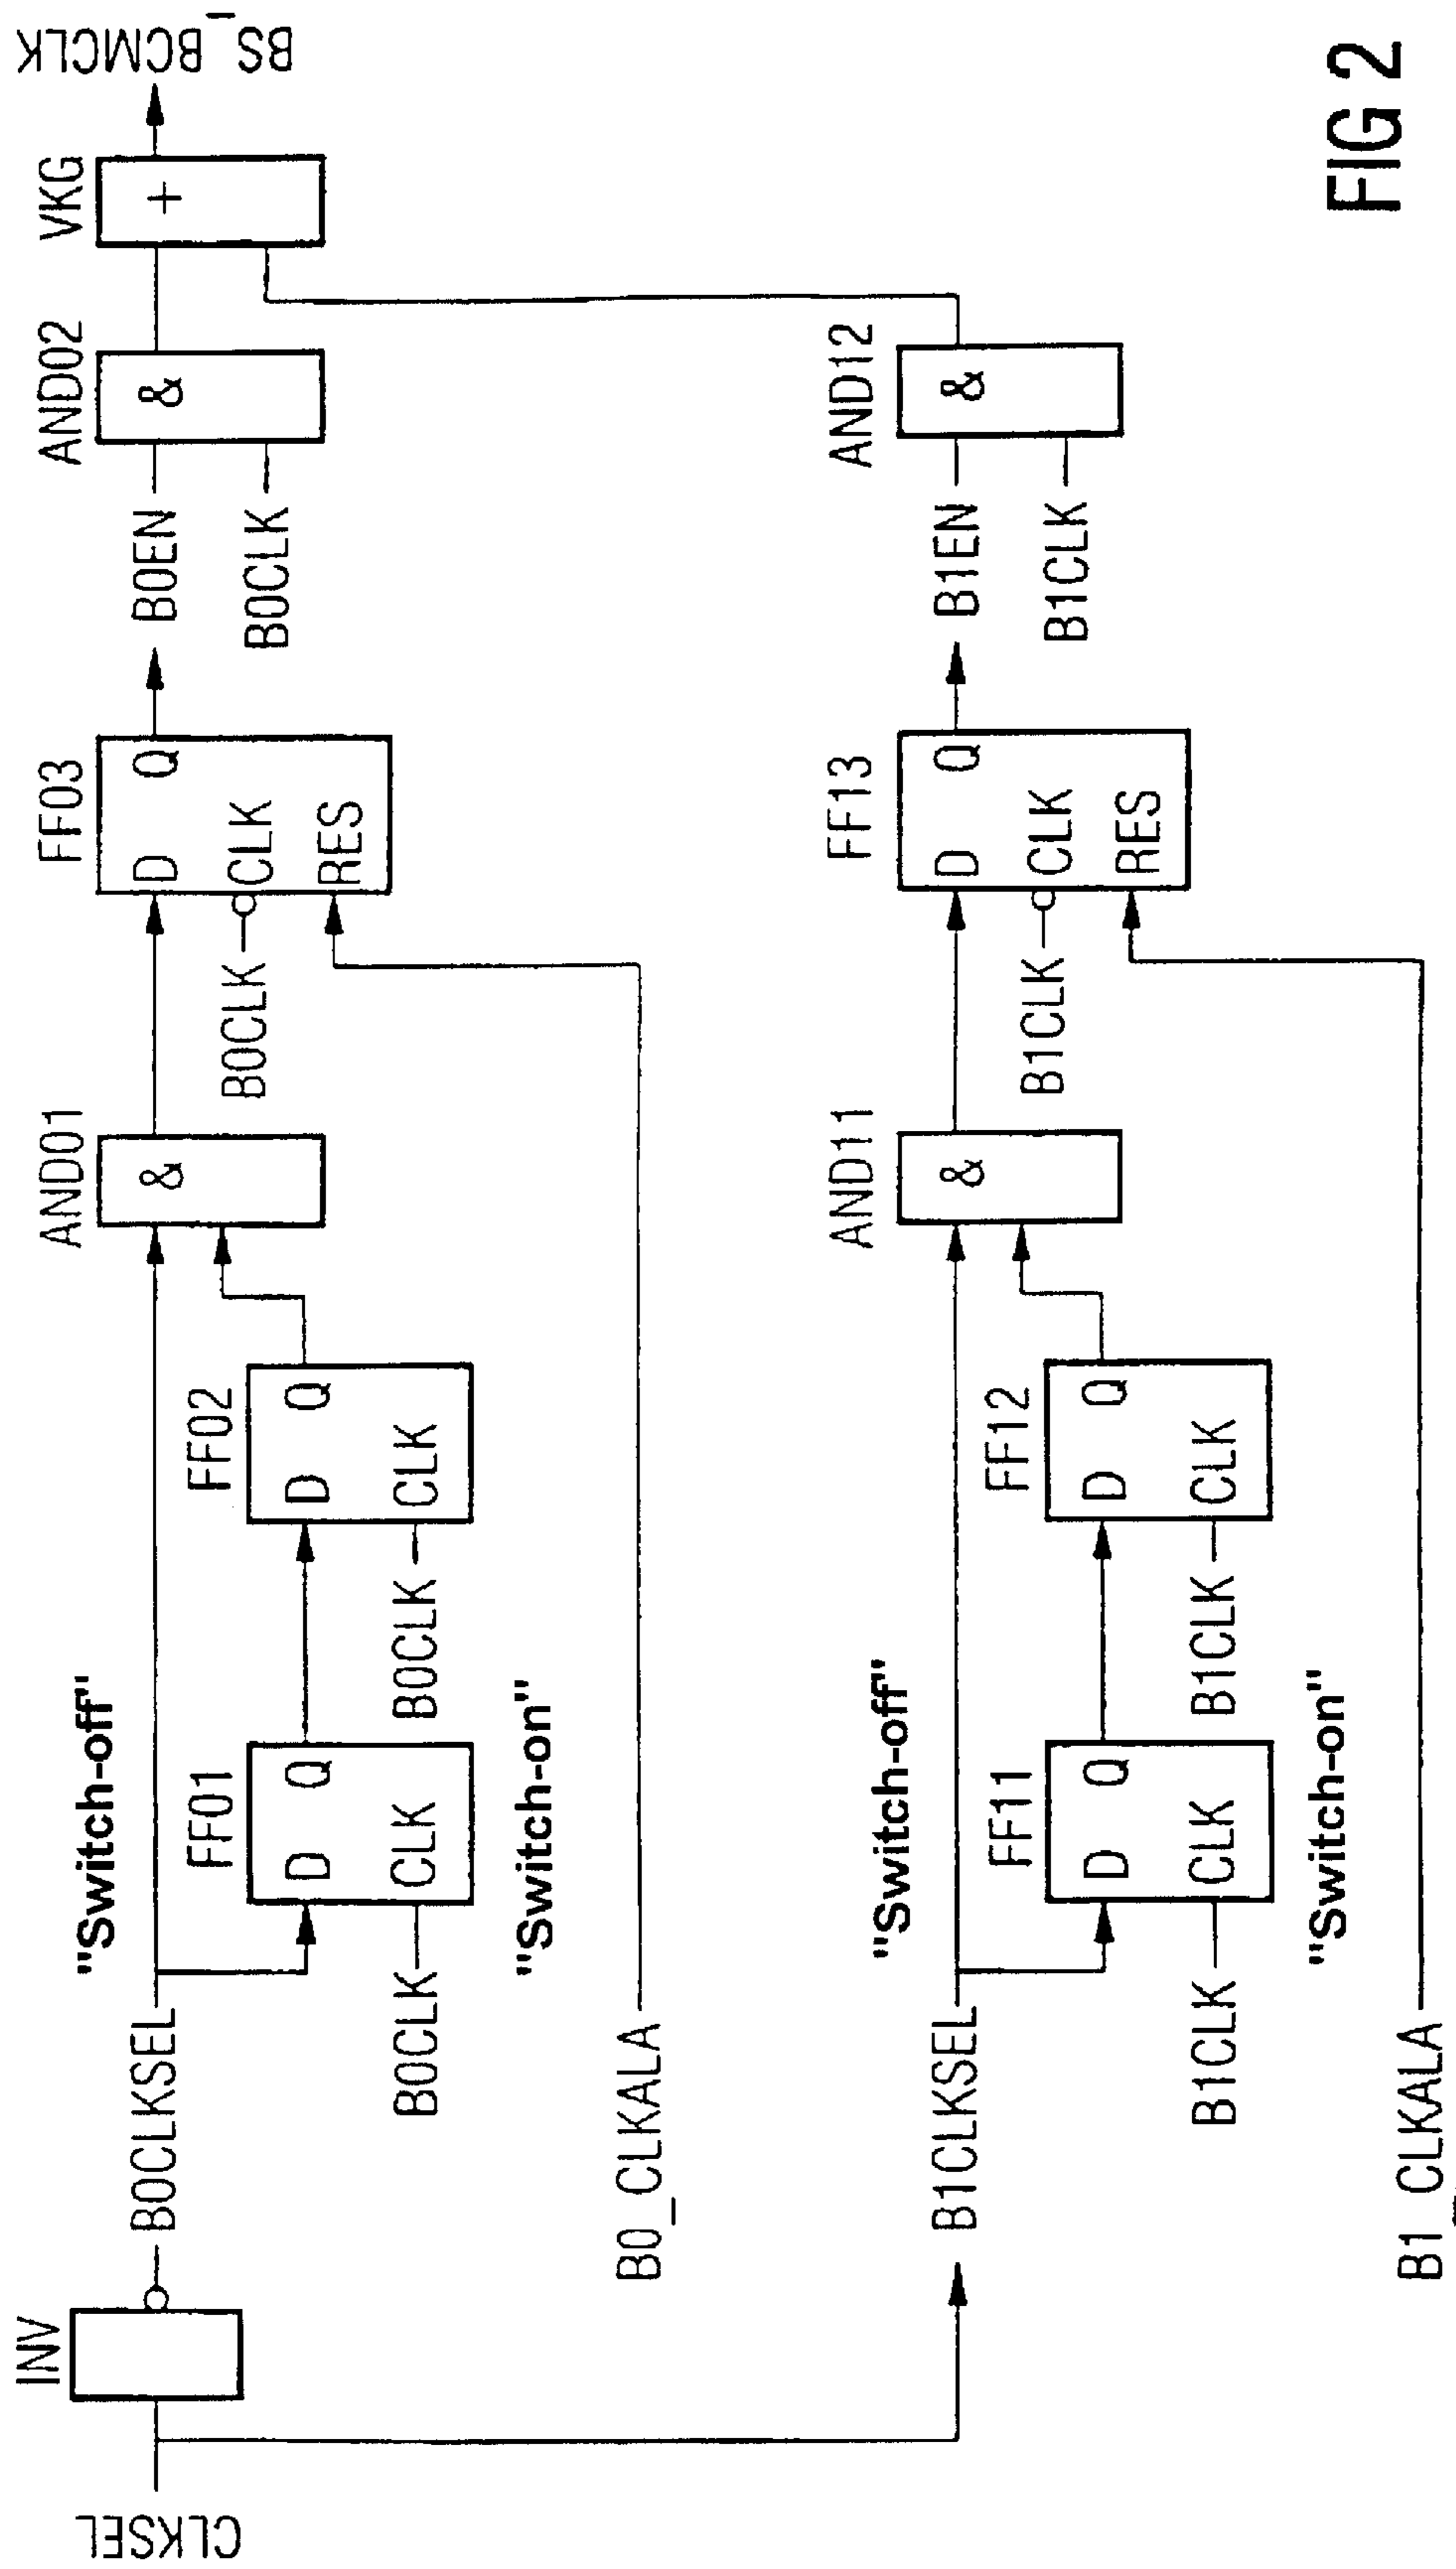 CLKSEL
INV
B0CLKSEL
"Switch-off"
FF01
D Q
CLK
B0CLK
"Switch-on"
FF02
D Q
CLK
B0CLK
AND01
&
FF03
D Q
CLK
RES
B0CLK
B0EN
B0CLK
AND02
&
VKG
+
BS_BCMCLK
B0_CLKALA
B1CLKSEL
"Switch-off"
FF11
D Q
CLK
B1CLK
"Switch-on"
FF12
D Q
CLK
B1CLK
AND11
&
FF13
D Q
CLK
RES
B1CLK
B1EN
B1CLK
AND12
&
B1_CLKALA
FIG 2